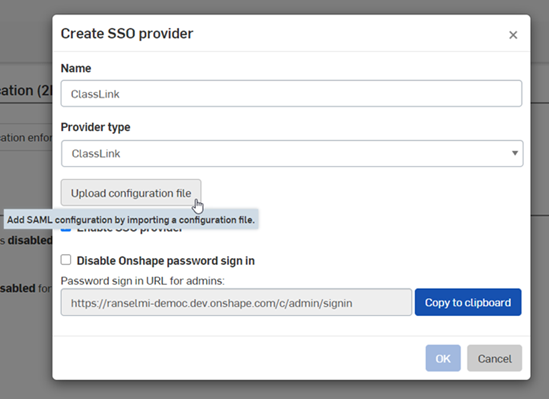 Create SSO provider
×
Name
ClassLink
Provider type
ClassLink
Upload configuration file
Add SAML configuration by importing a configuration file.
Enable SSO provider
Disable Onshape password sign in
Password sign in URL for admins:
https://ranselmi-democ.dev.onshape.com/c/admin/signin
Copy to clipboard
OK
Cancel
cation (2
cation enfor
s disabled
sabled for